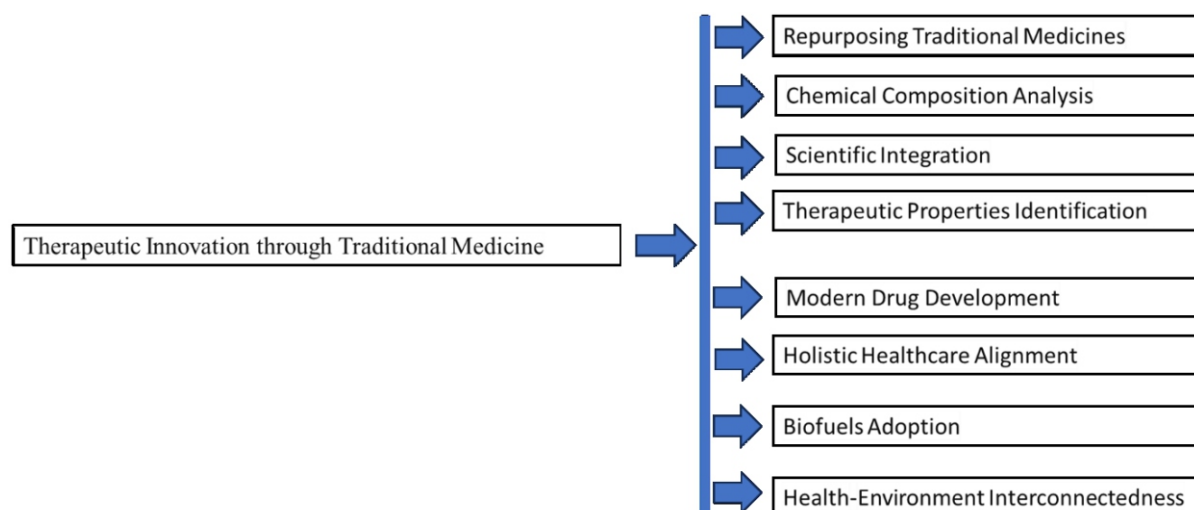 Repurposing Traditional Medicines
Chemical Composition Analysis
Scientific Integration
Therapeutic Properties Identification
Therapeutic Innovation through Traditional Medicine
Modern Drug Development
Holistic Healthcare Alignment
Biofuels Adoption
Health-Environment Interconnectedness